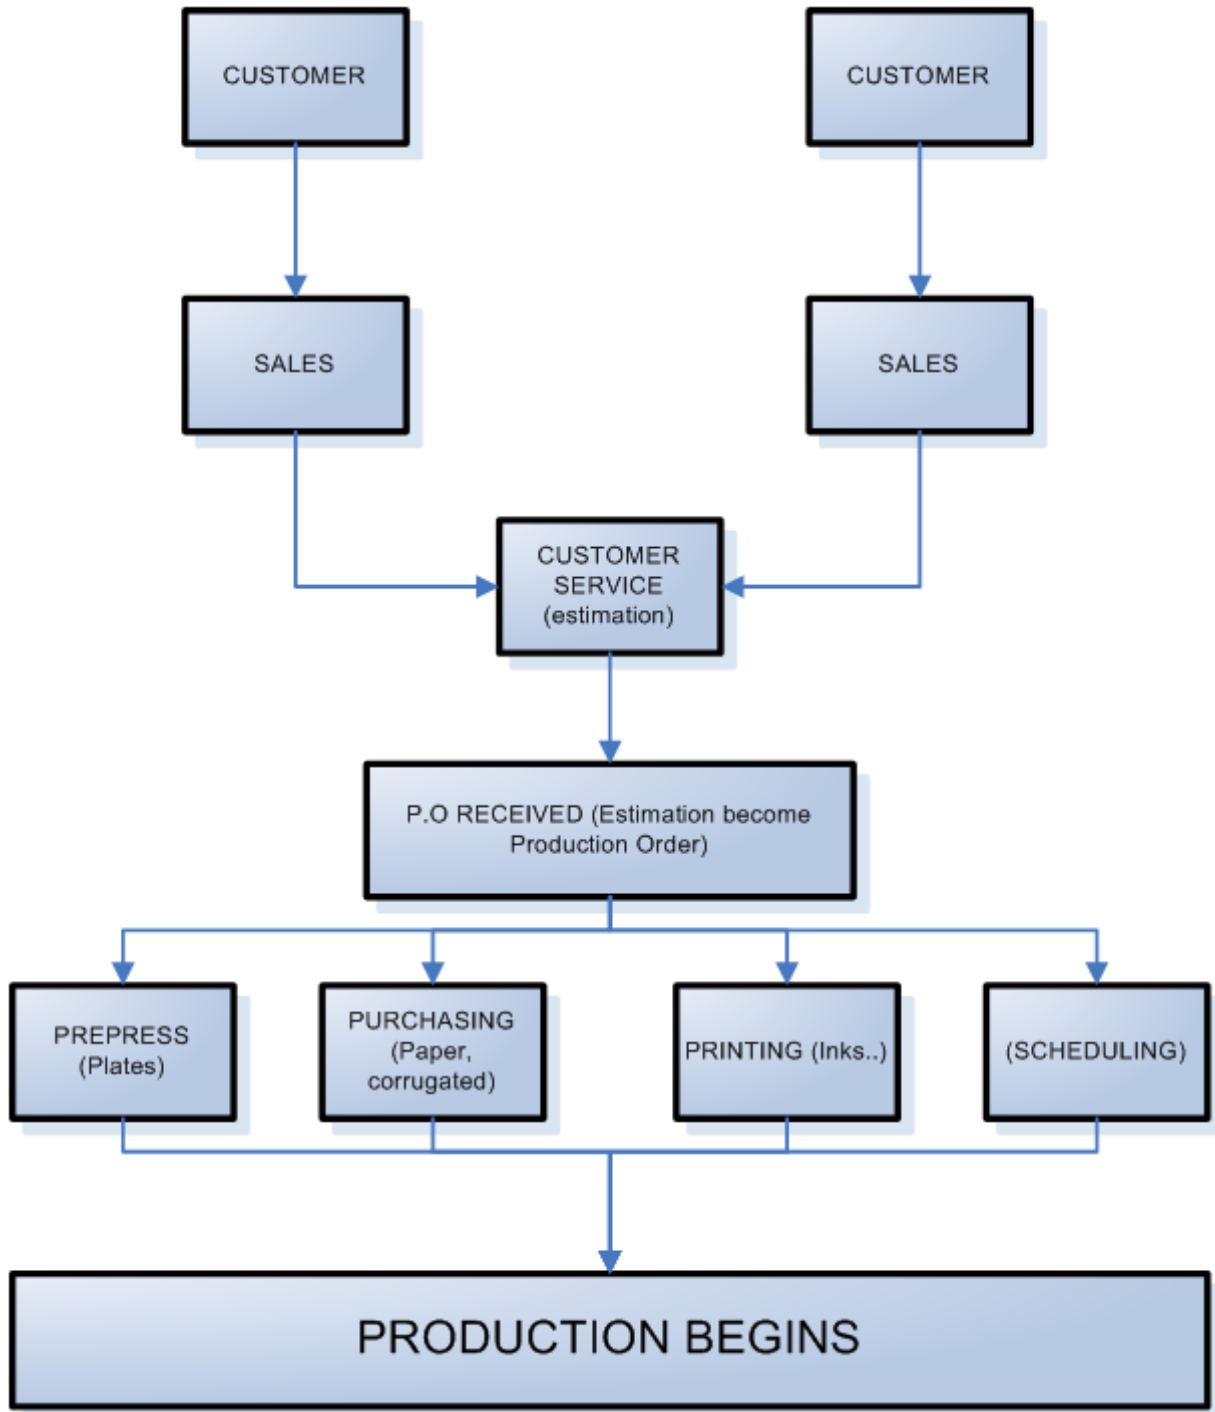 CUSTOMER
CUSTOMER
SALES
SALES
CUSTOMER
SERVICE
(estimation)
P.O RECEIVED (Estimation become
Production Order)
PREPRESS
(Plates)
PURCHASING
(Paper,
corrugated)
PRINTING (Inks..)
(SCHEDULING)
PRODUCTION BEGINS